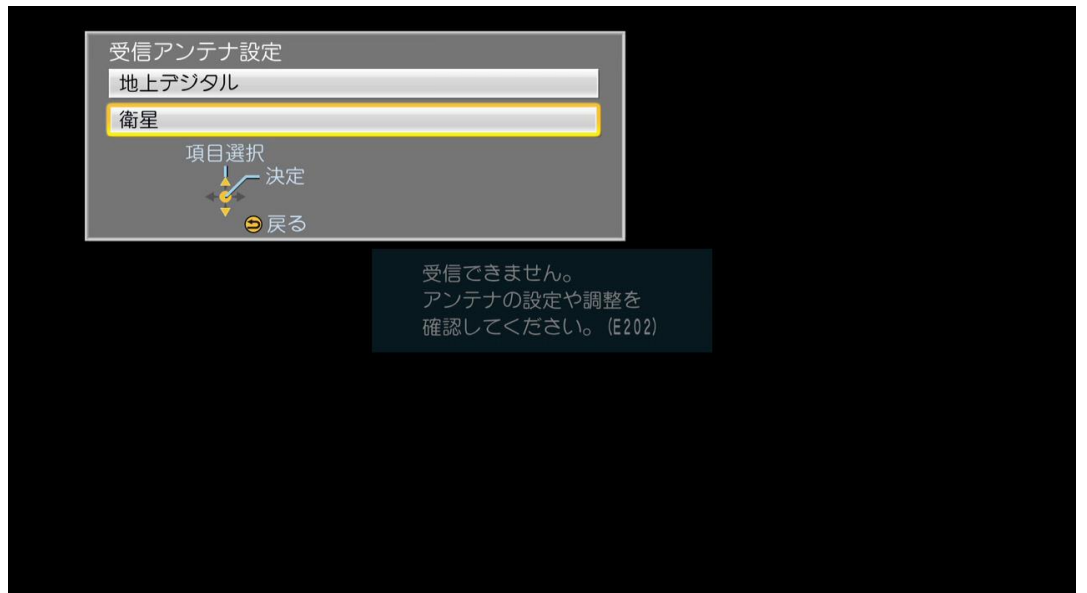 受信アンテナ設定
地上デジタル
衛星
項目選択
決定
戻る
受信できません。
アンテナの設定や調整を
確認してください。(E202)